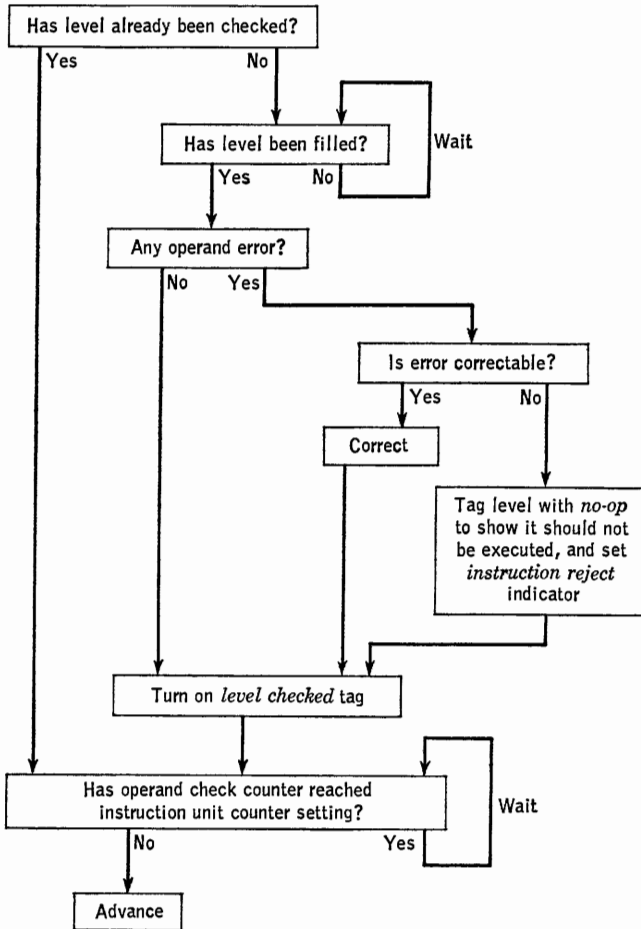 Has level already been checked?
Yes No
Has level been filled?
Wait
Yes No
Any operand error?
No Yes
Is error correctable?
Yes No
Correct
Tag level with no-op
to show it should not
be executed, and set
instruction reject
indicator
Turn on level checked tag
Has operand check counter reached
instruction unit counter setting?
Wait
No Yes
Advance